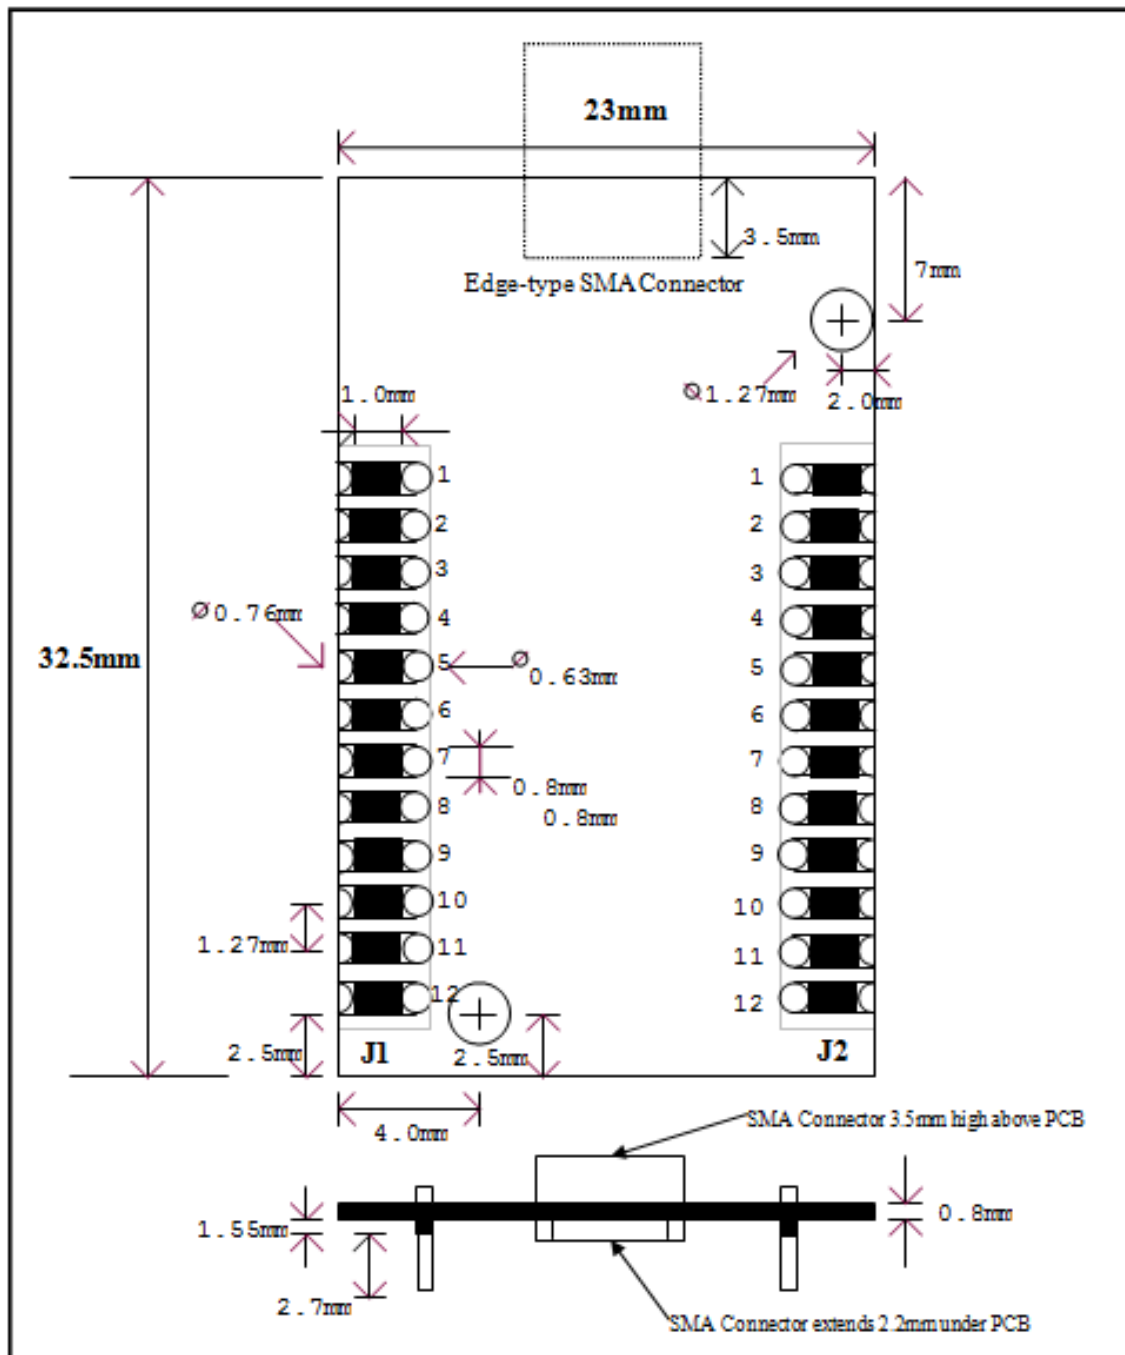 23mm
3.5mm
7mm
Edge-type SMA Connector
1.0mm
Ø1.27mm
2.0mm
1
1
2
2
3
3
Ø0.76mm
4
4
32.5mm
5
Ø
0.63mm
5
6
6
7
7
0.8mm
8
0.8mm
8
9
9
10
10
1.27mm
11
11
12
12
2.5mm
J1
2.5mm
J2
4.0mm
SMA Connector 3.5mm high above PCB
1.55mm
0.8mm
2.7mm
SMA Connector extends 2.2mm under PCB